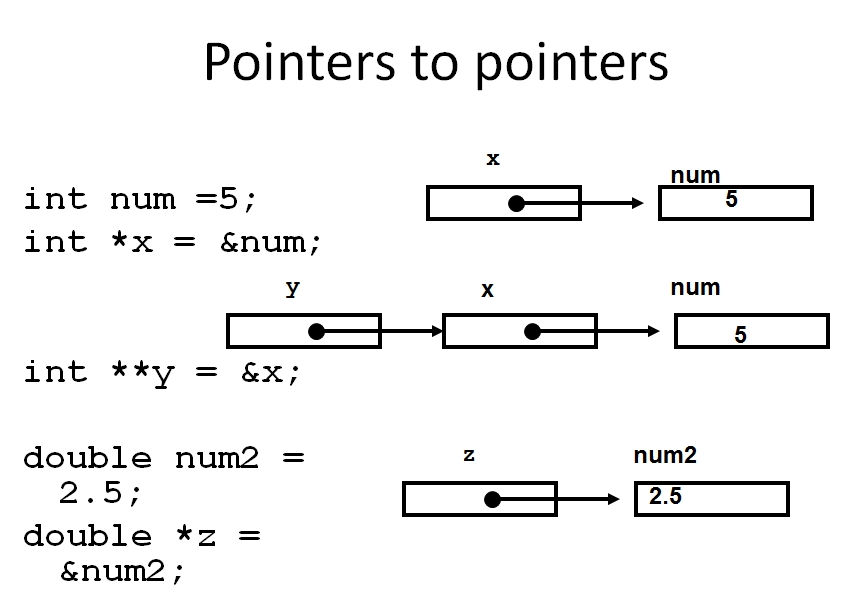 Pointers to pointers
x
num
int num =5;
5
int *x = &num;
y
x
num
5
int **y = &x;
double num2 =
2.5;
z
num2
2.5
double *z =
&num2;